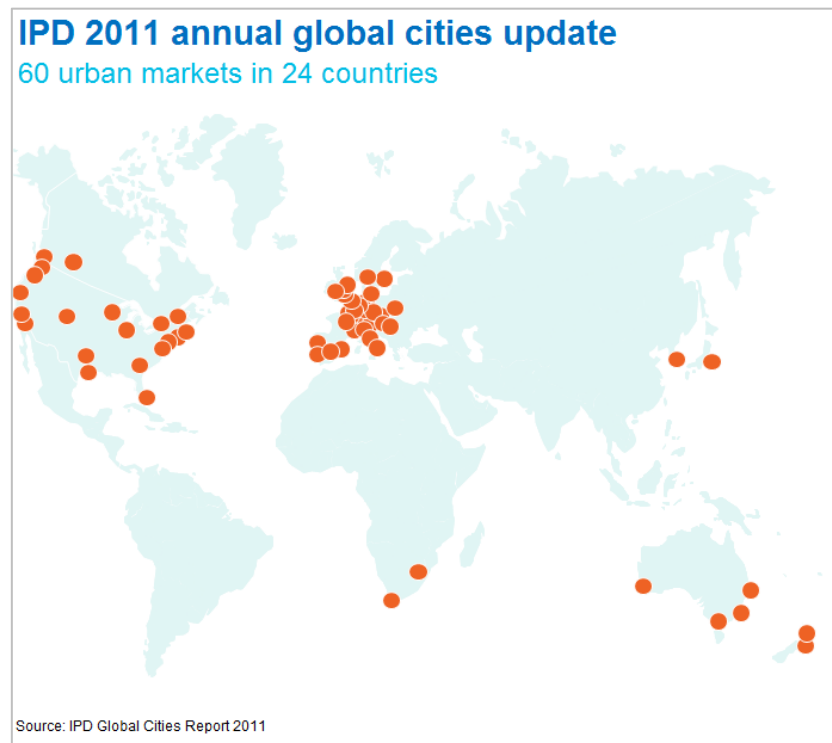 IPD 2011 annual global cities update
60 urban markets in 24 countries
Source: IPD Global Cities Report 2011